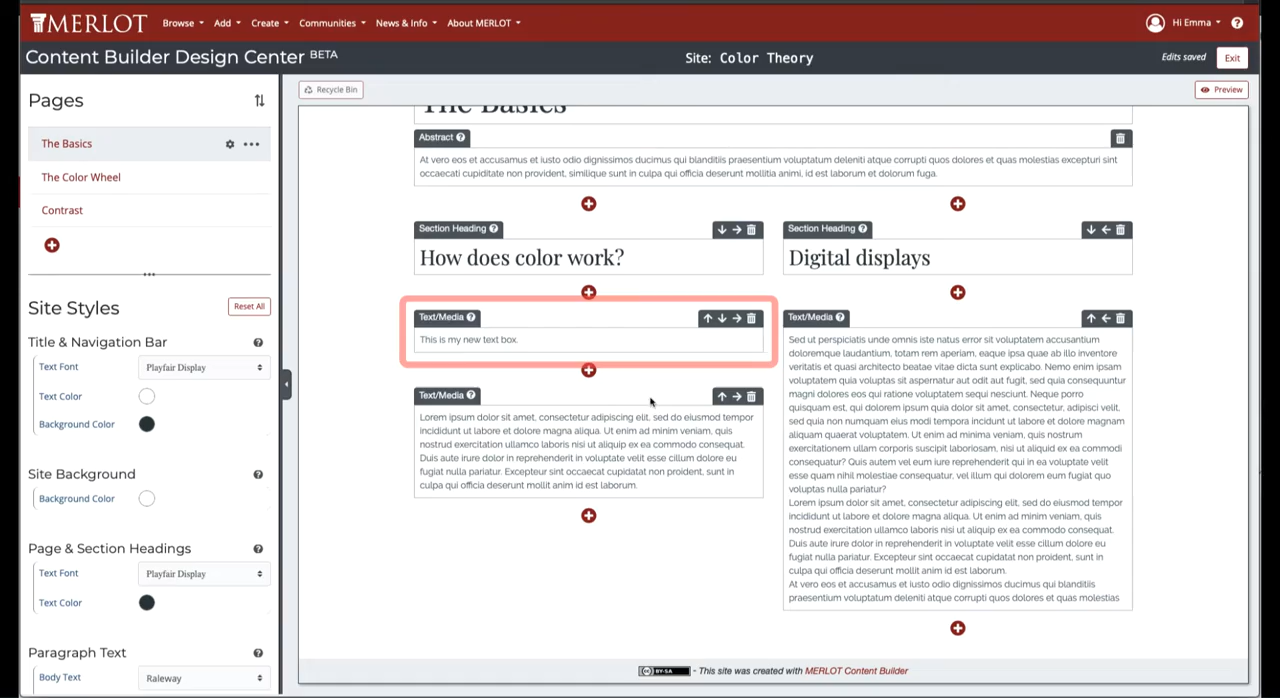 MERLOT
Browse Add Create Communities News & Info About MERLOT Hi Emma ?
Content Builder Design Center BETA
Site: Color Theory
Edits saved
Exit
Pages
The Basics
The Color Wheel
Contrast
Site Styles
Reset All
Title & Navigation Bar
Text Font
Playfair Display
Text Color
Background Color
Site Background
Background Color
Page & Section Headings
Text Font
Playfair Display
Text Color
Paragraph Text
Body Text
Raleway
Recycle Bin
Preview
The Basics
Abstract
At vero eos et accusamus et iusto odio dignissimos ducimus qui blanditiis praesentium voluptatum deleniti atque corrupti quos dolores et quas molestias excepturi sint
occaecati cupiditate non provident, similique sunt in culpa qui officia deserunt mollitia animi, id est laborum et dolorum fuga.
Section Heading
How does color work?
Text/Media
This is my new text box.
Text/Media
Lorem ipsum dolor sit amet, consectetur adipiscing elit, sed do eiusmod tempor
incididunt ut labore et dolore magna aliqua. Ut enim ad minim veniam, quis
nostrud exercitation ullamco laboris nisi ut aliquip ex ea commodo consequat.
Duis aute irure dolor in reprehenderit in voluptate velit esse cillum dolore eu
fugiat nulla pariatur. Excepteur sint occaecat cupidatat non proident, sunt in
culpa qui officia deserunt mollit anim id est laborum.
Section Heading
Digital displays
Text/Media
Sed ut perspiciatis unde omnis iste natus error sit voluptatem accusantium
doloremque laudantium, totam rem aperiam, eaque ipsa quae ab illo inventore
veritatis et quasi architecto beatae vitae dicta sunt explicabo. Nemo enim ipsam
voluptatem quia voluptas sit aspernatur aut odit aut fugit, sed quia consequuntur
magni dolores eos qui ratione voluptatem sequi nesciunt. Neque porro
quisquam est, qui dolorem ipsum quia dolor sit amet, consectetur, adipisci velit,
sed quia non numquam eius modi tempora incidunt ut labore et dolore magnam
aliquam quaerat voluptatem. Ut enim ad minima veniam, quis nostrum
exercitationem ullam corporis suscipit laboriosam, nisi ut aliquid ex ea commodi
consequatur? Quis autem vel eum iure reprehenderit qui in ea voluptate velit
esse quam nihil molestiae consequatur, vel illum qui dolorem eum fugiat quo
voluptas nulla pariatur?
Lorem ipsum dolor sit amet, consectetur adipiscing elit, sed do eiusmod tempor
incididunt ut labore et dolore magna aliqua. Ut enim ad minim veniam, quis
nostrud exercitation ullamco laboris nisi ut aliquip ex ea commodo consequat.
Duis aute irure dolor in reprehenderit in voluptate velit esse cillum dolore eu
fugiat nulla pariatur. Excepteur sint occaecat cupidatat non proident, sunt in
culpa qui officia deserunt mollit anim id est laborum.
At vero eos et accusamus et iusto odio dignissimos ducimus qui blanditiis
praesentium voluptatum deleniti atque corrupti quos dolores et quas molestias
cc BY-SA - This site was created with MERLOT Content Builder